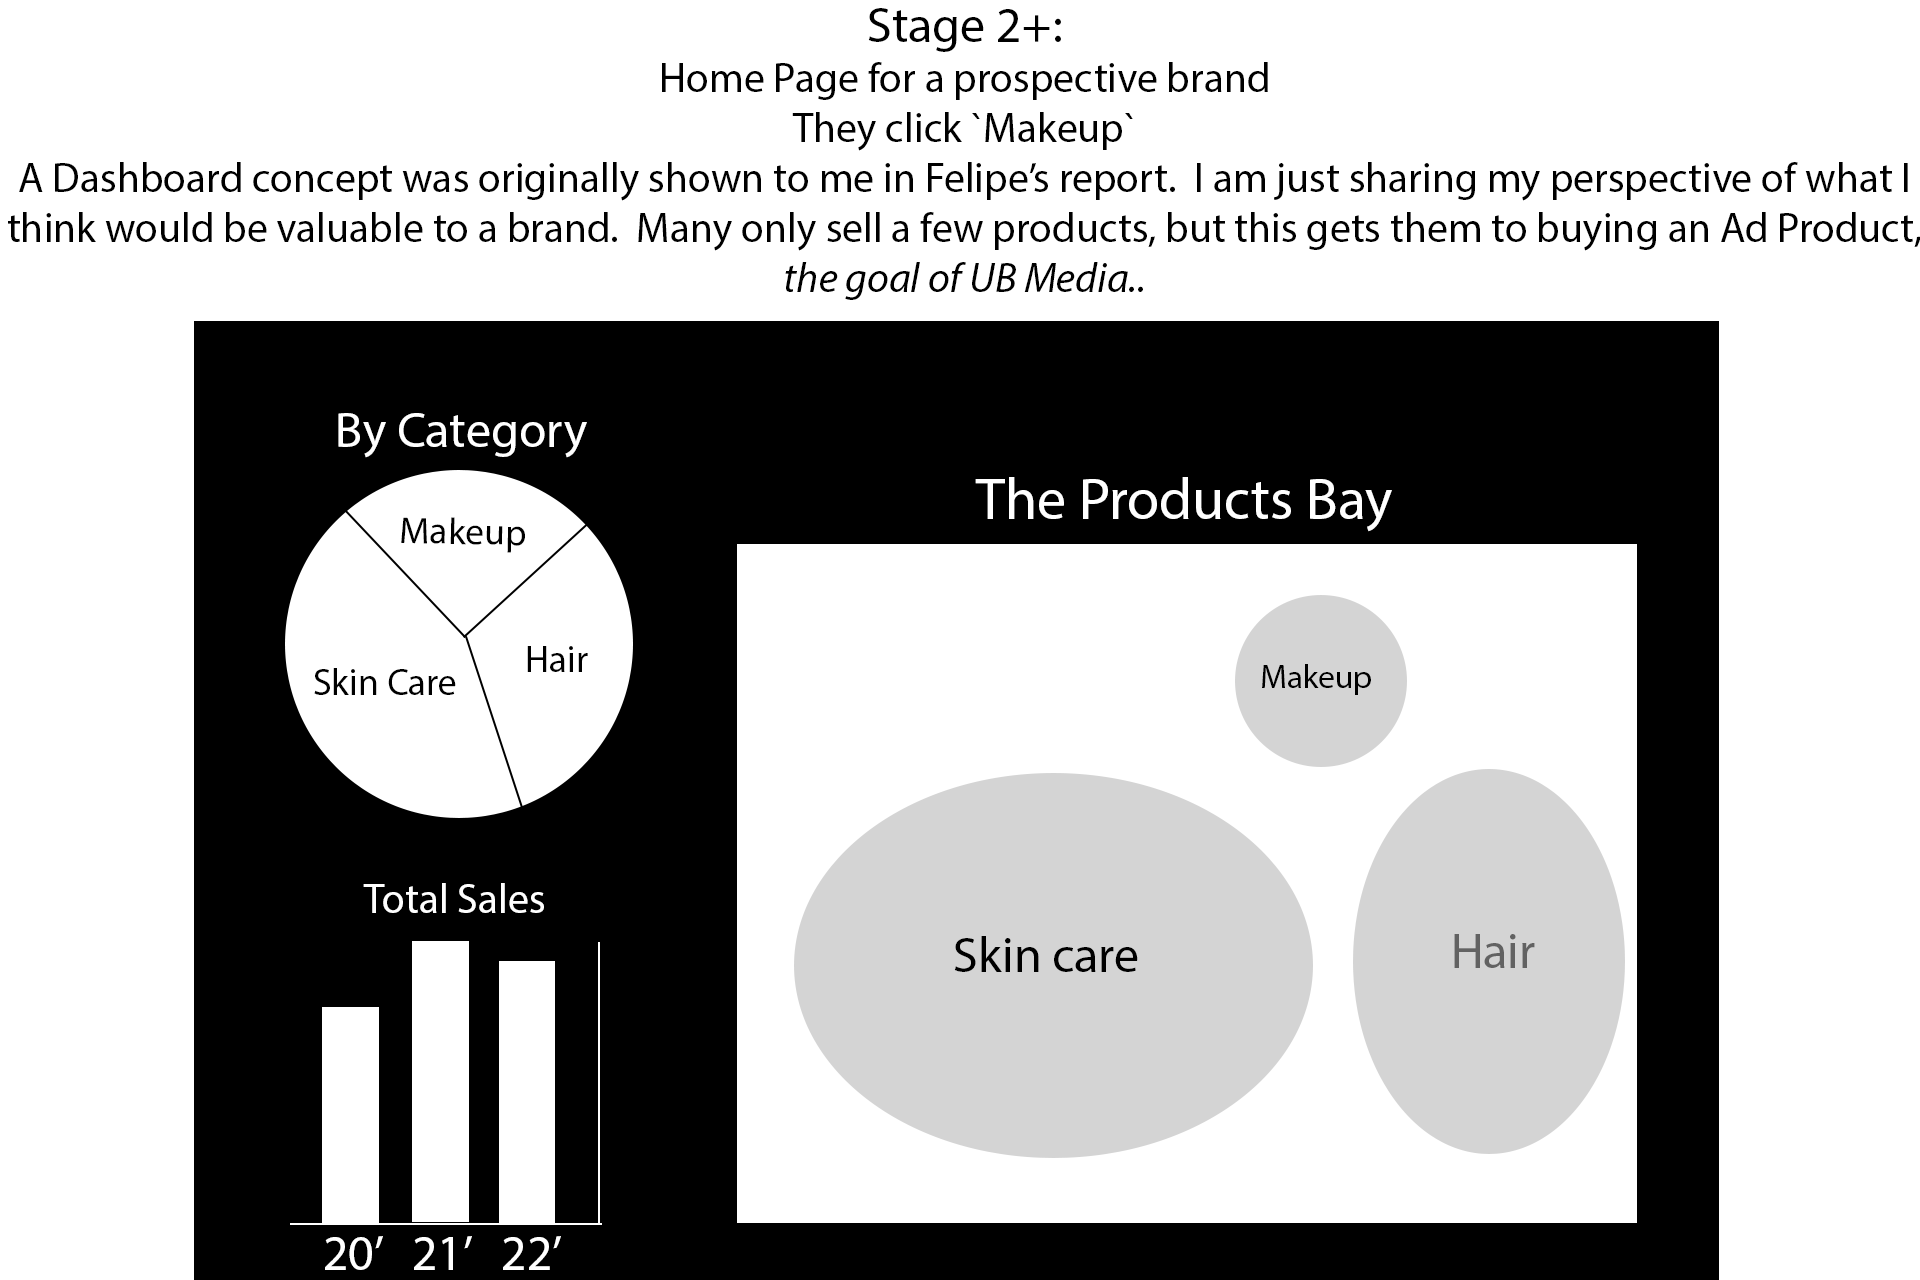 Stage 2+:
Home Page for a prospective brand
They click `Makeup`
A Dashboard concept was originally shown to me in Felipe’s report.  I am just sharing my perspective of what I
think would be valuable to a brand.  Many only sell a few products, but this gets them to buying an Ad Product,
the goal of UB Media..
By Category
Makeup
Hair
Skin Care
Total Sales
20’ 21’ 22’
The Products Bay
Makeup
Skin care
Hair